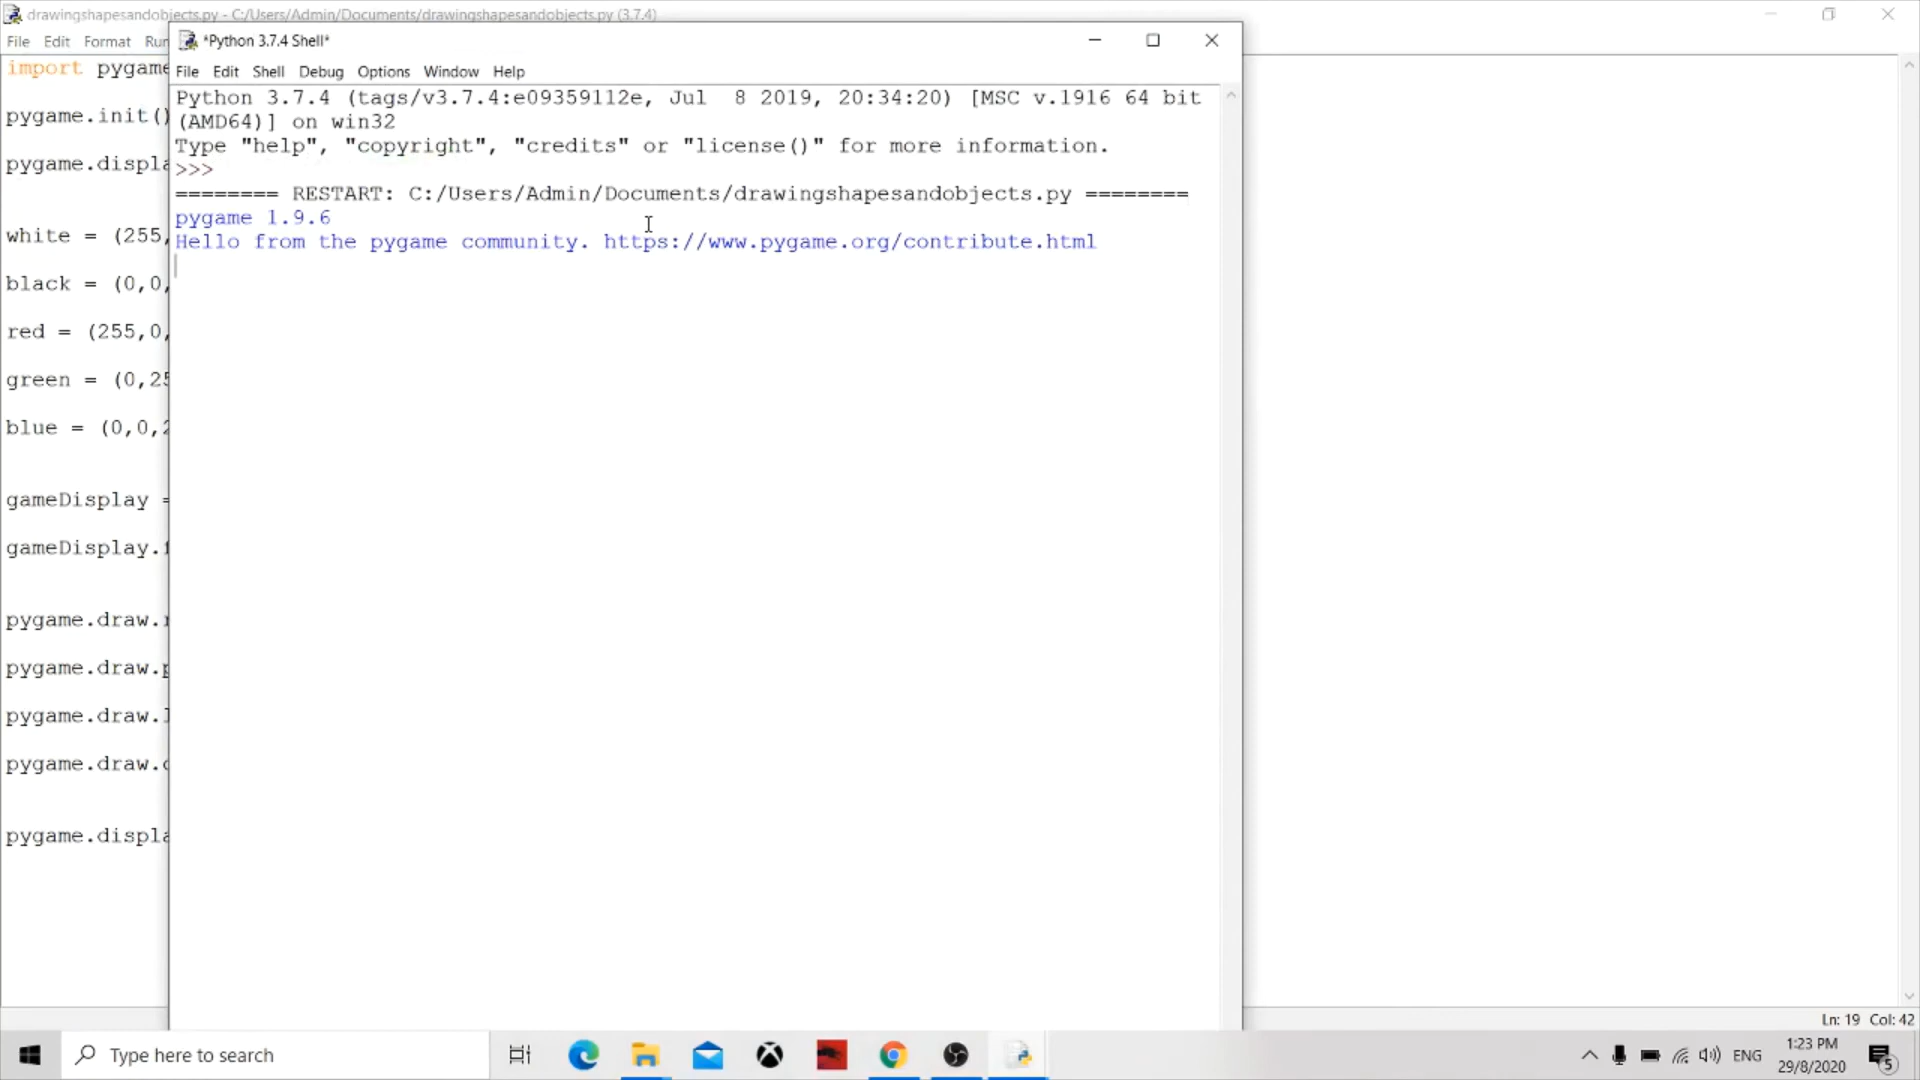 drawingshapesandobjects.py - C:/Users/Admin/Documents/drawingshapesandobjects.py (3.7.4)
File Edit Format Run
import pygame
pygame.init()
pygame.displa
white = (255,
black = (0,0,
red = (255,0,
green = (0,25
blue = (0,0,2
gameDisplay =
gameDisplay.f
pygame.draw.r
pygame.draw.p
pygame.draw.l
pygame.draw.c
pygame.displa
*Python 3.7.4 Shell*
File Edit Shell Debug Options Window Help
Python 3.7.4 (tags/v3.7.4:e09359112e, Jul  8 2019, 20:34:20) [MSC v.1916 64 bit
(AMD64)] on win32
Type "help", "copyright", "credits" or "license()" for more information.
>>>
======== RESTART: C:/Users/Admin/Documents/drawingshapesandobjects.py ========
pygame 1.9.6
Hello from the pygame community. https://www.pygame.org/contribute.html
Ln: 19 Col: 42
Type here to search
ENG
1:23 PM
29/8/2020
5